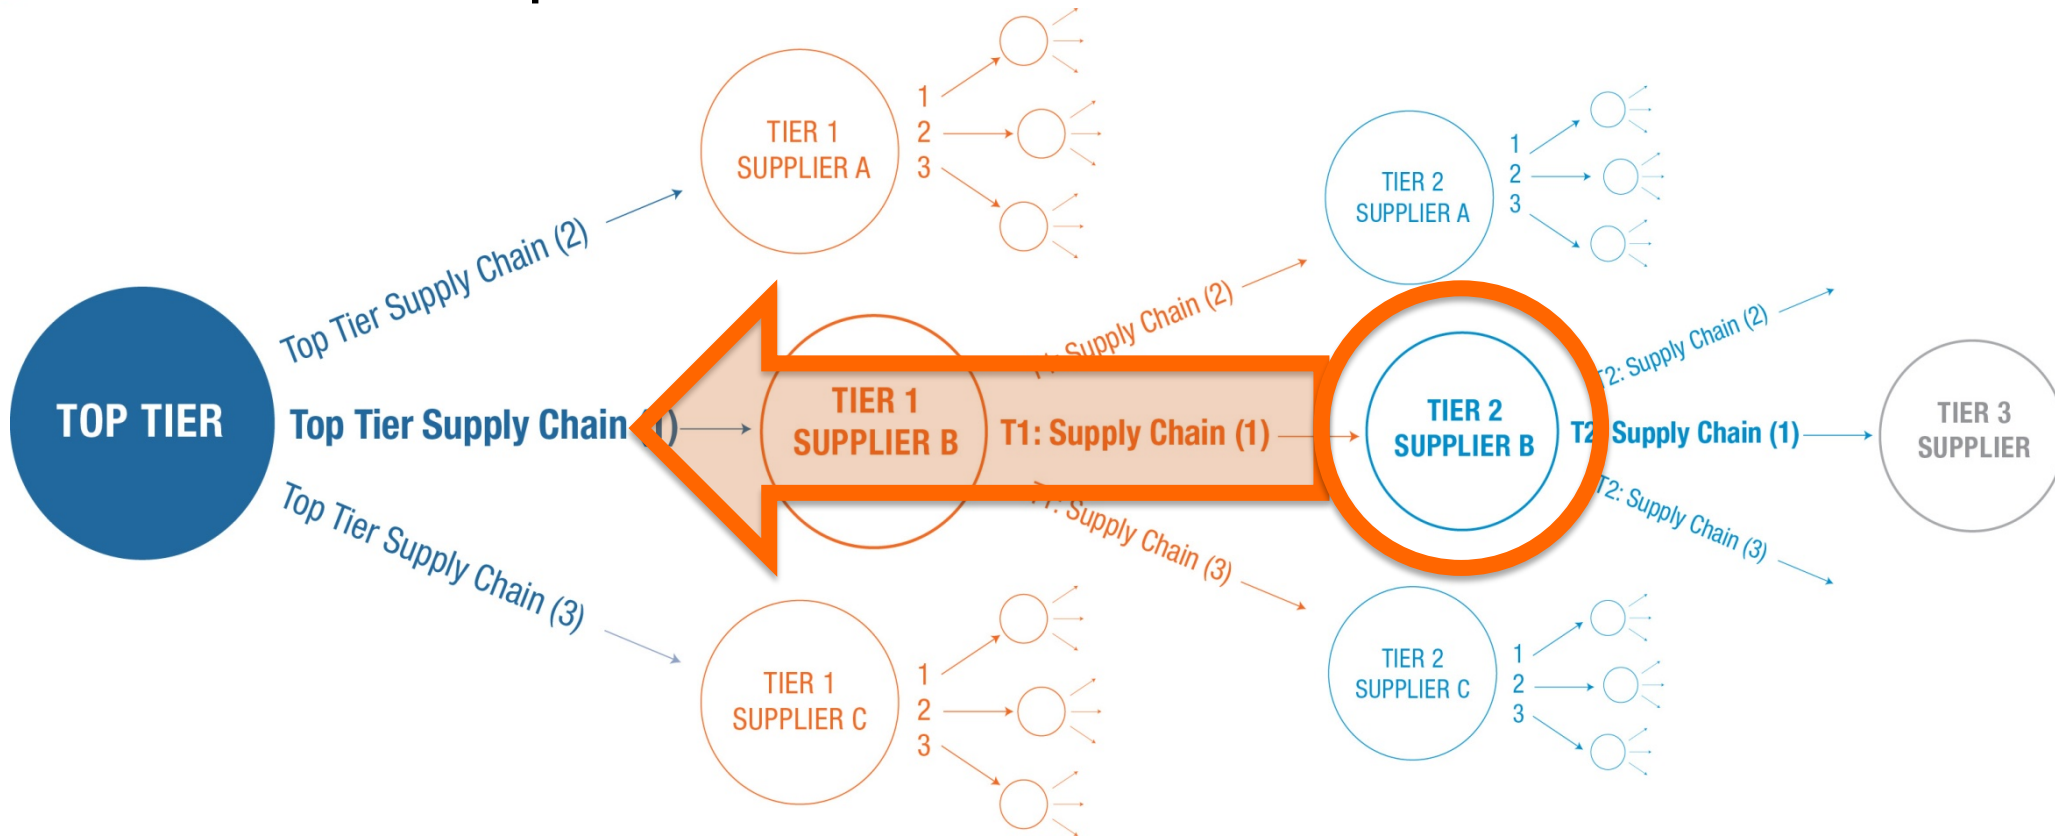 TOP TIER
Top Tier Supply Chain (2)
Top Tier Supply Chain
Top Tier Supply Chain (3)
TIER 1
SUPPLIER A
1
2
3
TIER 1
SUPPLIER B
TIER 1
SUPPLIER C
1
2
3
Supply Chain (2)
T1: Supply Chain (1)
Supply Chain (3)
TIER 2
SUPPLIER A
1
2
3
TIER 2
SUPPLIER B
TIER 2
SUPPLIER C
1
2
3
T2: Supply Chain (2)
T2 Supply Chain (1)
T2: Supply Chain (3)
TIER 3
SUPPLIER